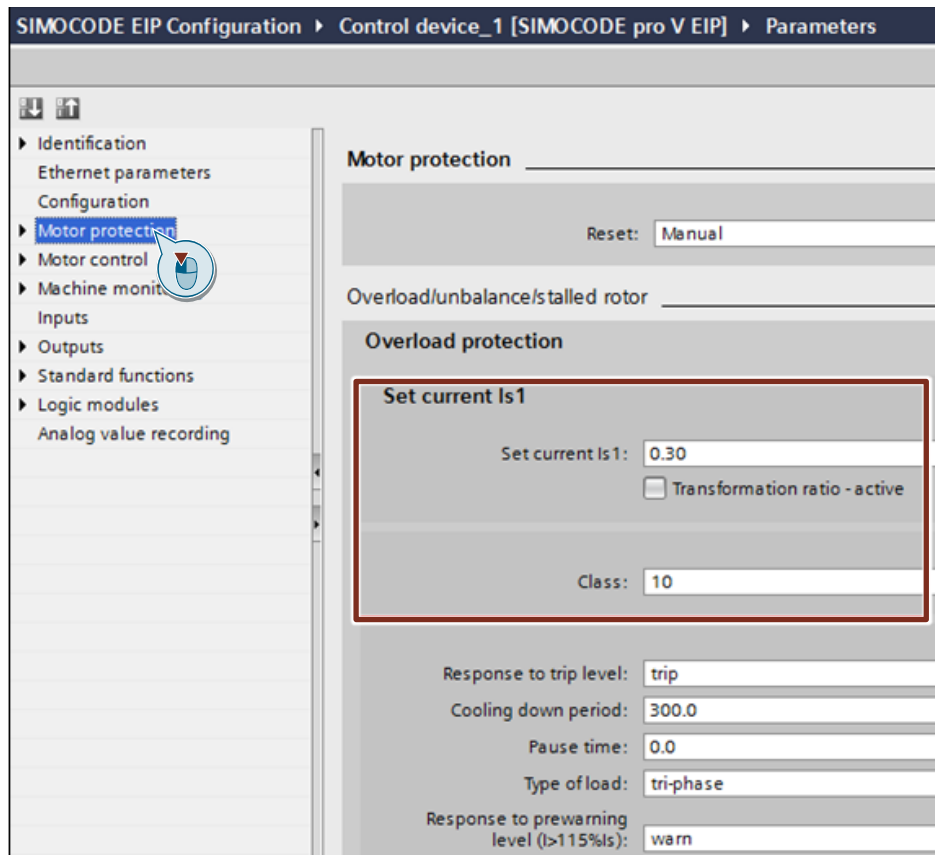 SIMOCODE EIP Configuration ▸ Control device_1 [SIMOCODE pro V EIP] ▸ Parameters
Identification
Ethernet parameters
Configuration
Motor protection
Motor control
Machine
Inputs
Outputs
Standard functions
Logic modules
Analog value recording
Motor protection
Reset: Manual
Overload/unbalance/stalled rotor
Overload protection
Set current Is1
Set current Is1: 0.30
Transformation ratio - active
Class: 10
Response to trip level: trip
Cooling down period: 300.0
Pause time: 0.0
Type of load: tri-phase
Response to prewarning
level (I>115%Is): warn